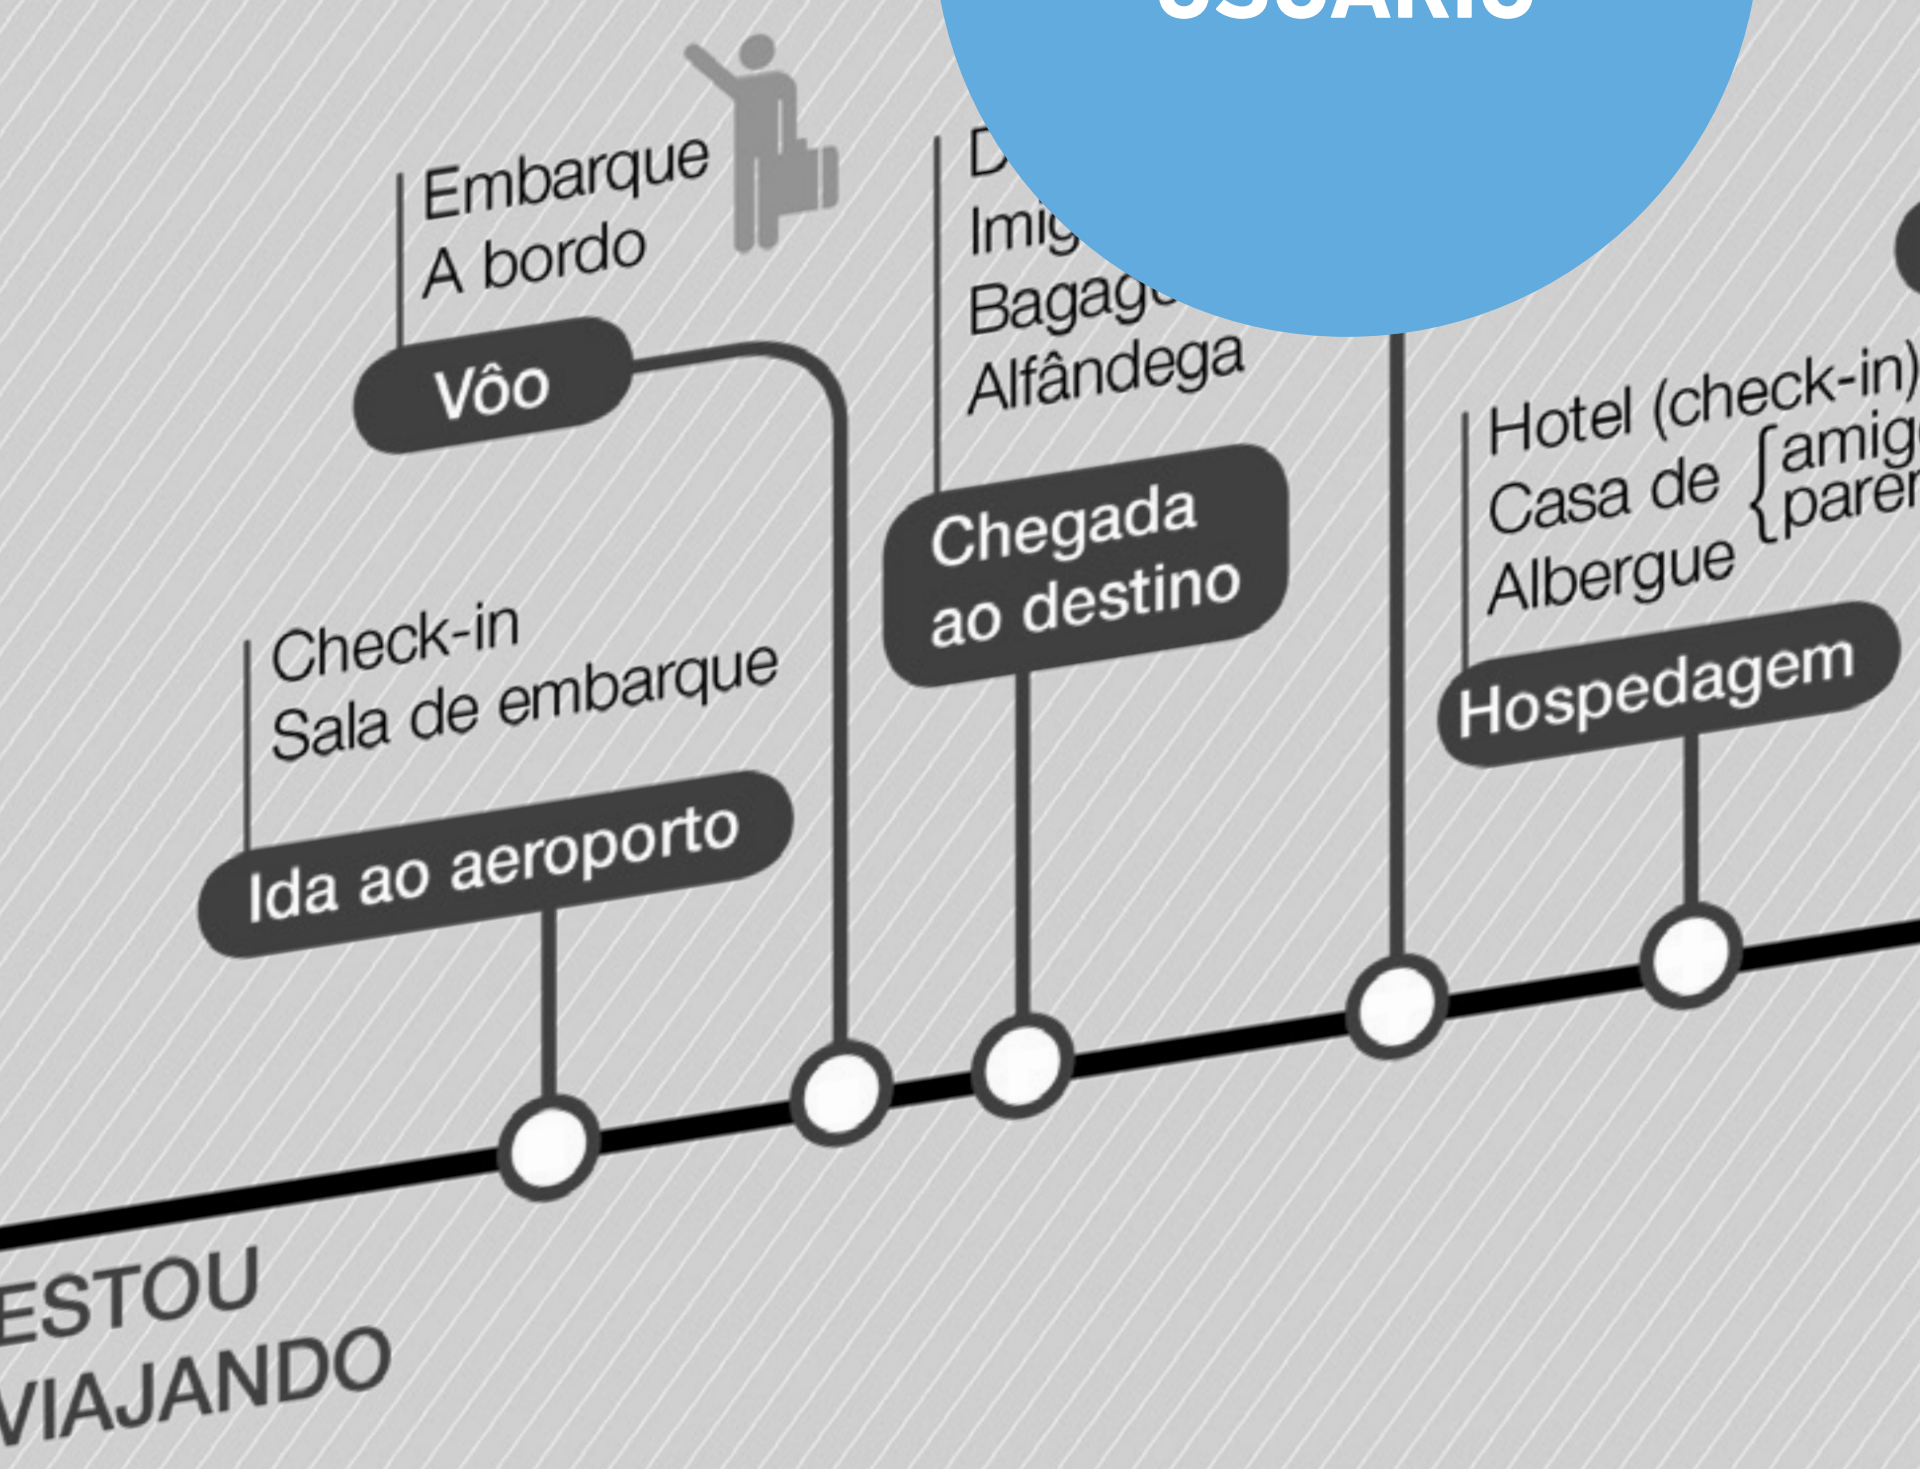 USUÁRIO
Embarque
A bordo
Vôo
Alfândega
Chegada
ao destino
Hotel (check-in)
Casa de
Albergue
Hospedagem
Check-in
Sala de embarque
Ida ao aeroporto
ESTOU
VIAJANDO